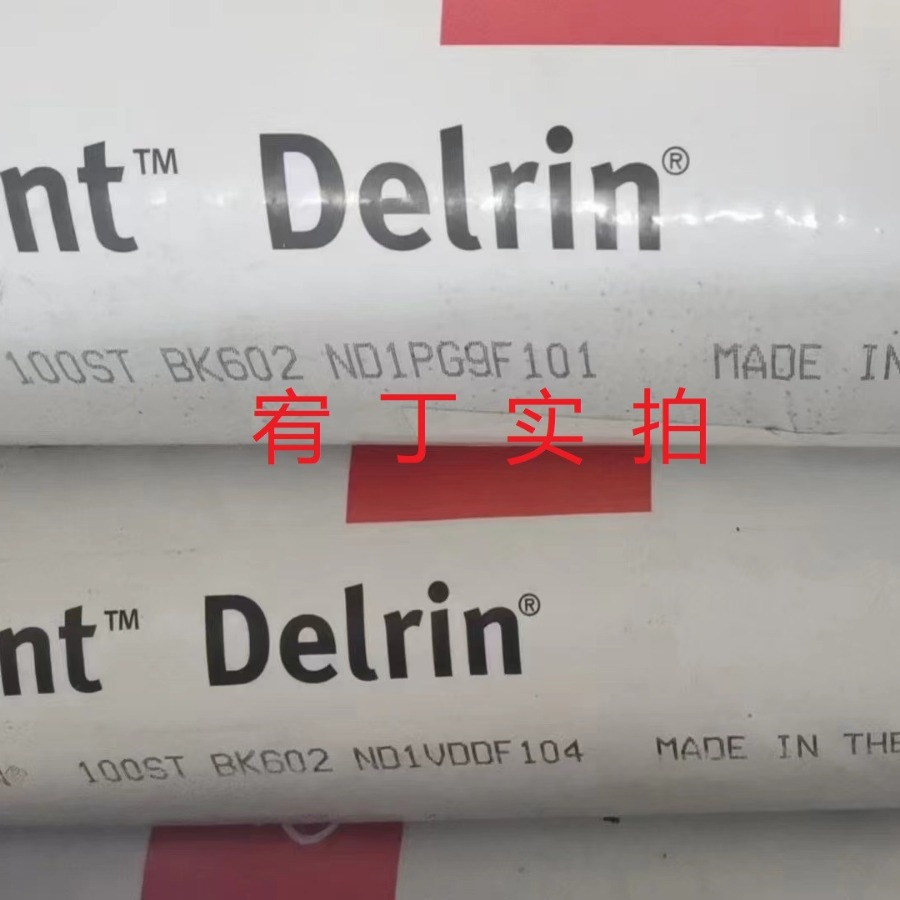 nt™ Delrin®
100ST BK602 ND1PG9F101 MADE IN
宥丁实拍
nt™ Delrin®
® 100ST BK602 ND1VDDF104 MADE IN THE